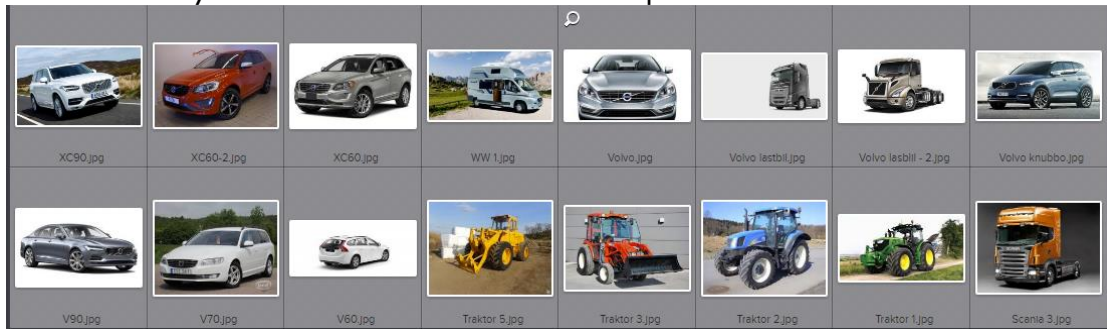 XC90.jpg
XC60-2.jpg
XC60.jpg
WW 1.jpg
Volvo.jpg
Volvo lastbil.jpg
Volvo lasbiil - 2.jpg
Volvo knubbo.jpg
V90.jpg
V70.jpg
V60.jpg
Traktor 5.jpg
Traktor 3.jpg
Traktor 2.jpg
Traktor 1.jpg
Scania 3.jpg